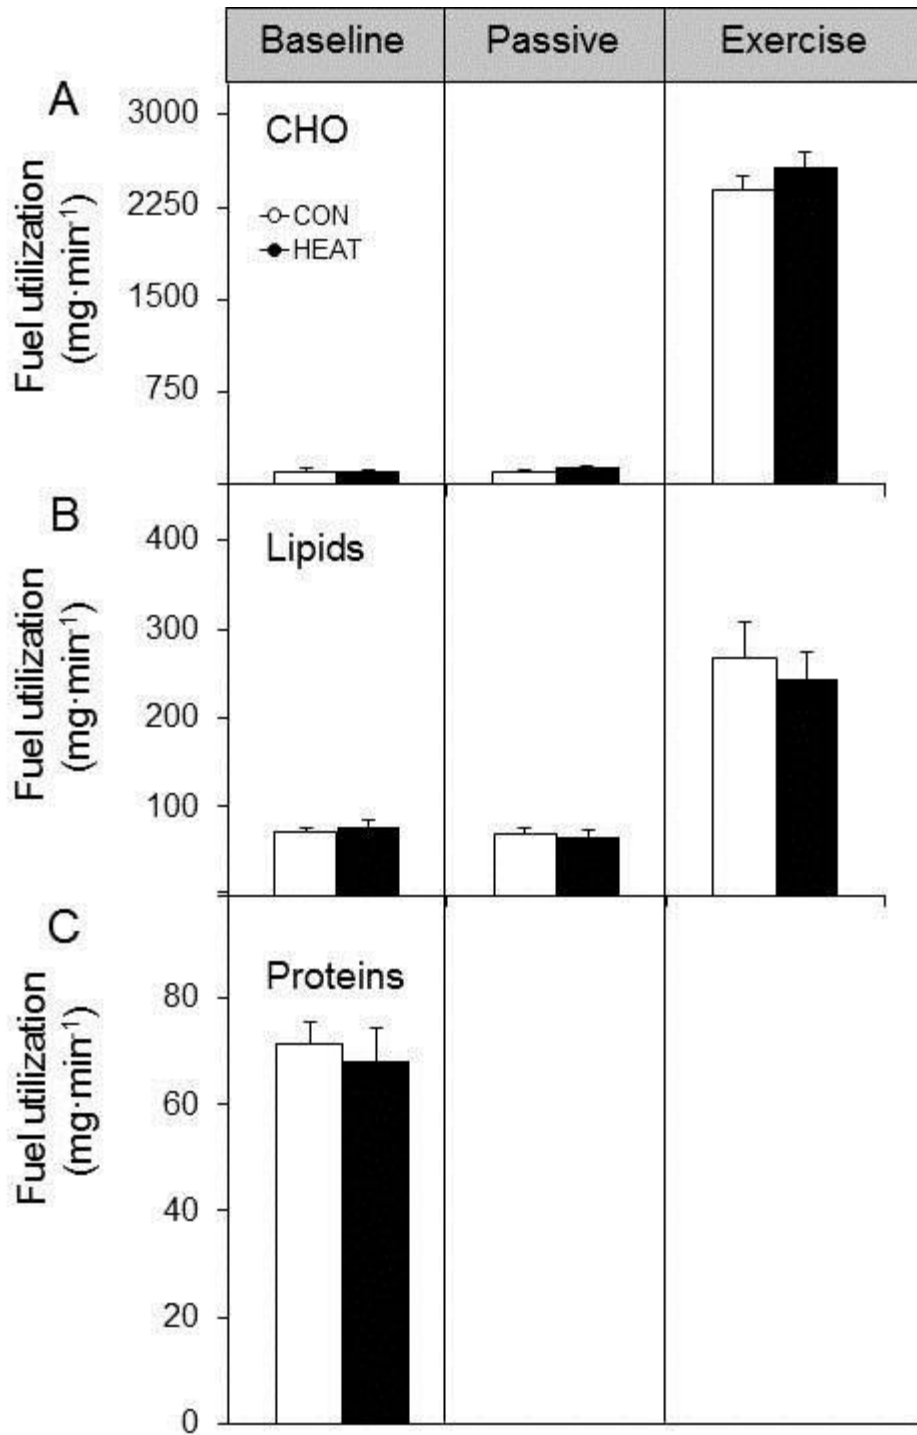 Baseline Passive Exercise
A
Fuel utilization
(mg·min⁻¹)
3000
2250
1500
750
CHO
CON
HEAT
B
Fuel utilization
(mg·min⁻¹)
400
300
200
100
Lipids
C
Fuel utilization
(mg·min⁻¹)
80
60
40
20
0
Proteins